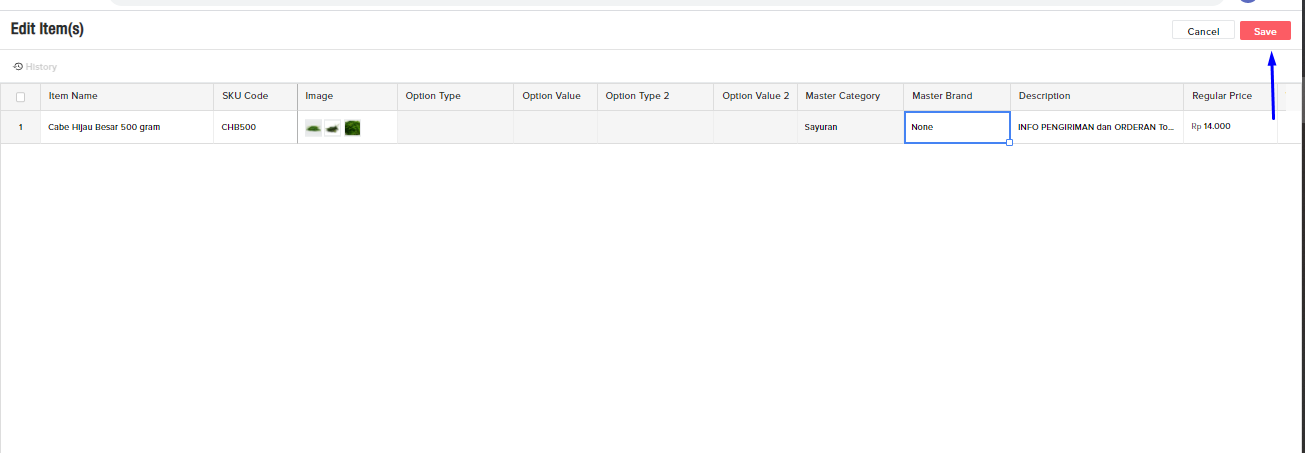 Edit Item(s)
Cancel
Save
History
Item Name
SKU Code
Image
Option Type
Option Value
Option Type 2
Option Value 2
Master Category
Master Brand
Description
Regular Price
1
Cabe Hijau Besar 500 gram
CHB500
Sayuran
None
INFO PENGIRIMAN dan ORDERAN To...
Rp 14.000